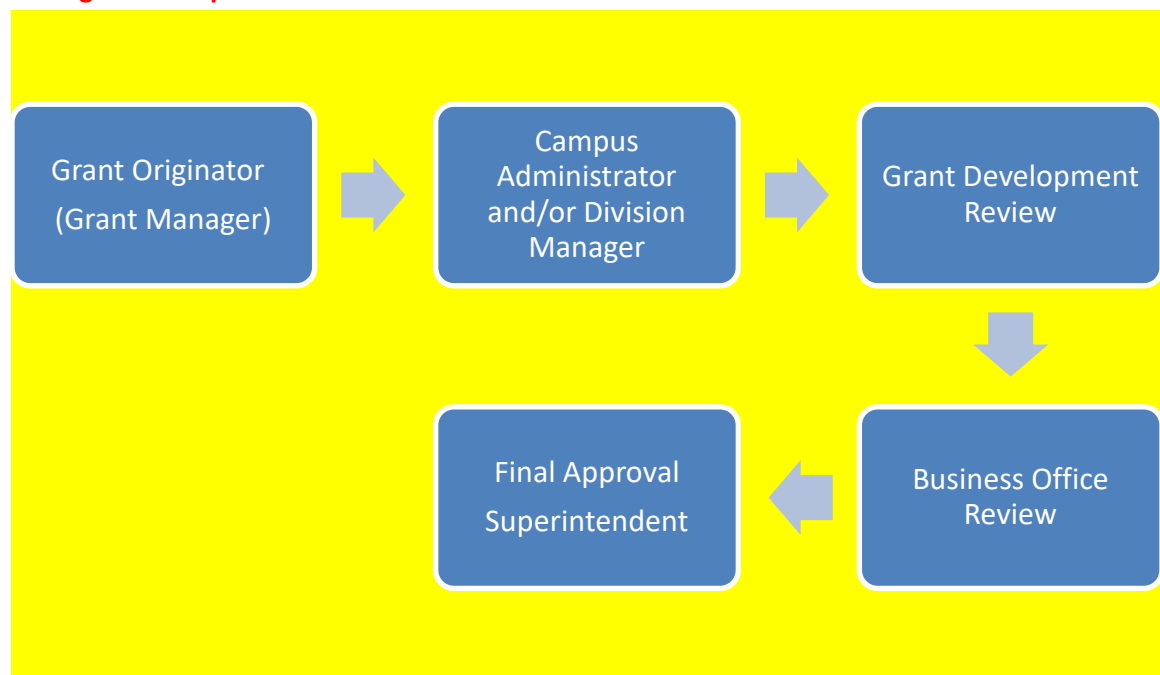 Grant Originator
(Grant Manager)
Campus
Administrator
and/or Division
Manager
Grant Development
Review
Final Approval
Superintendent
Business Office
Review